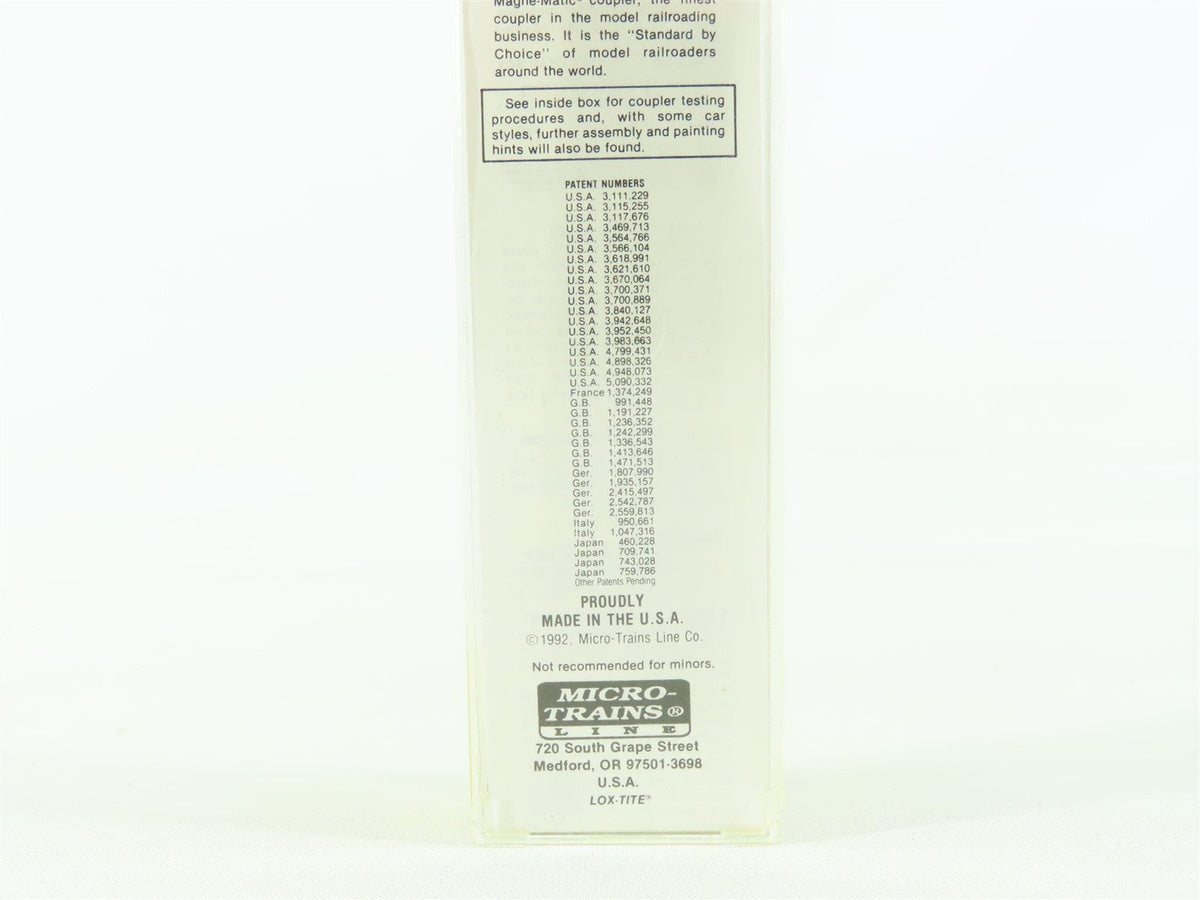 Magne-Matic® coupler, the finest
coupler in the model railroading
business. It is the "Standard by
Choice" of model railroaders
around the world.
See inside box for coupler testing
procedures and, with some car
styles, further assembly and painting
hints will also be found.
PATENT NUMBERS
U.S.A. 3,111,229
U.S.A. 3,115,255
U.S.A. 3,117,676
U.S.A. 3,469,713
U.S.A. 3,564,766
U.S.A. 3,566,104
U.S.A. 3,618,991
U.S.A. 3,621,610
U.S.A. 3,670,064
U.S.A. 3,700,371
U.S.A. 3,700,889
U.S.A. 3,840,127
U.S.A. 3,942,648
U.S.A. 3,952,450
U.S.A. 3,983,663
U.S.A. 4,799,431
U.S.A. 4,898,326
U.S.A. 4,948,073
U.S.A. 5,090,332
France 1,374,249
G.B. 991,448
G.B. 1,191,227
G.B. 1,236,352
G.B. 1,242,299
G.B. 1,336,543
G.B. 1,413,646
G.B. 1,471,513
Ger. 1,807,990
Ger. 1,935,157
Ger. 2,415,497
Ger. 2,542,787
Ger. 2,559,813
Italy 950,661
Italy 1,047,316
Japan 460,228
Japan 709,741
Japan 743,028
Japan 759,786
Other Patents Pending
PROUDLY
MADE IN THE U.S.A.
©1992. Micro-Trains Line Co.
Not recommended for minors.
MICRO-
TRAINS®
LINE
720 South Grape Street
Medford, OR 97501-3698
U.S.A.
LOX-TITE®